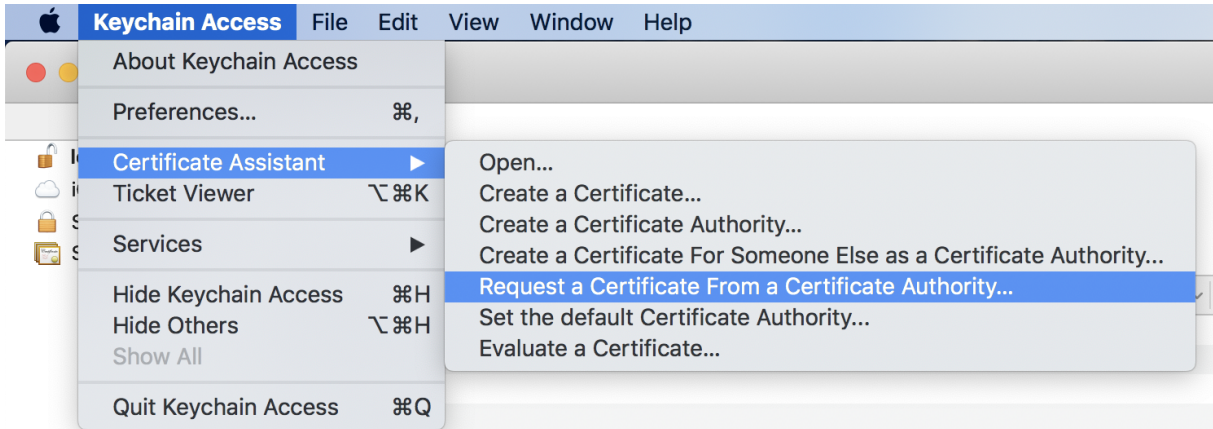 Keychain Access File Edit View Window Help
About Keychain Access
Preferences... ⌘,
Certificate Assistant ▶
Ticket Viewer ⌥⌘K
Services ▶
Hide Keychain Access ⌘H
Hide Others ⌥⌘H
Show All
Quit Keychain Access ⌘Q
Open...
Create a Certificate...
Create a Certificate Authority...
Create a Certificate For Someone Else as a Certificate Authority...
Request a Certificate From a Certificate Authority...
Set the default Certificate Authority...
Evaluate a Certificate...